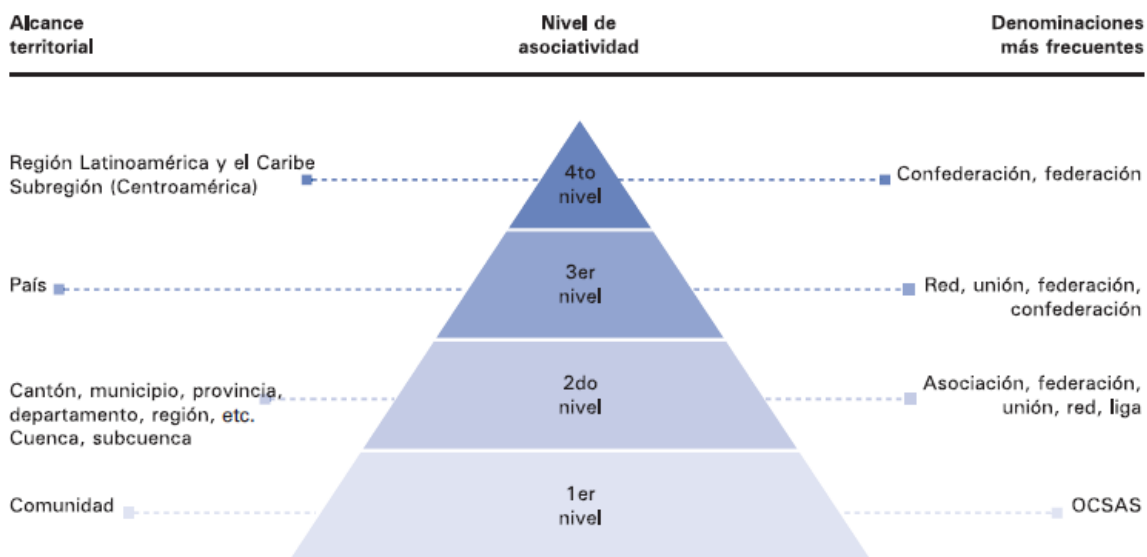 Alcance
territorial
Nivel de
asociatividad
Denominaciones
más frecuentes
Región Latinoamérica y el Caribe
Subregión (Centroamérica)
4to
nivel
Confederación, federación
País
3er
nivel
Red, unión, federación,
confederación
Cantón, municipio, provincia,
departamento, región, etc.
Cuenca, subcuenca
2do
nivel
Asociación, federación,
unión, red, liga
Comunidad
1er
nivel
OCSAS